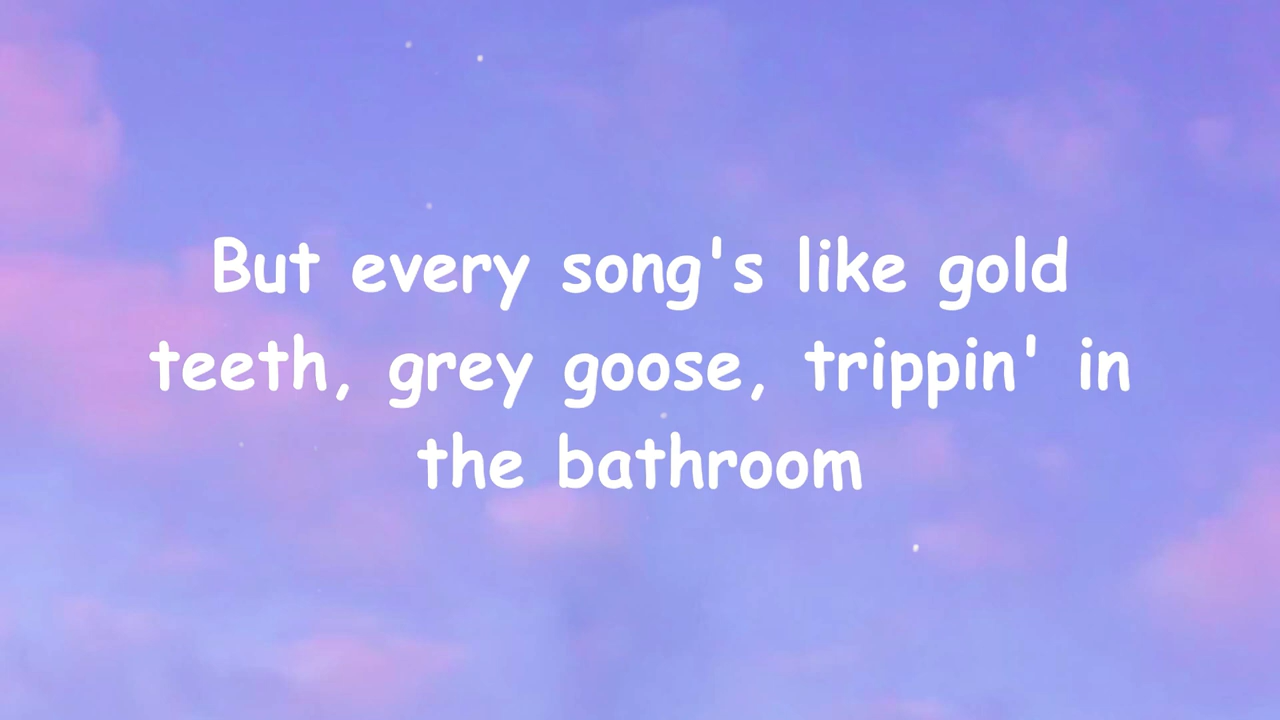 But every song's like gold
teeth, grey goose, trippin' in
the bathroom